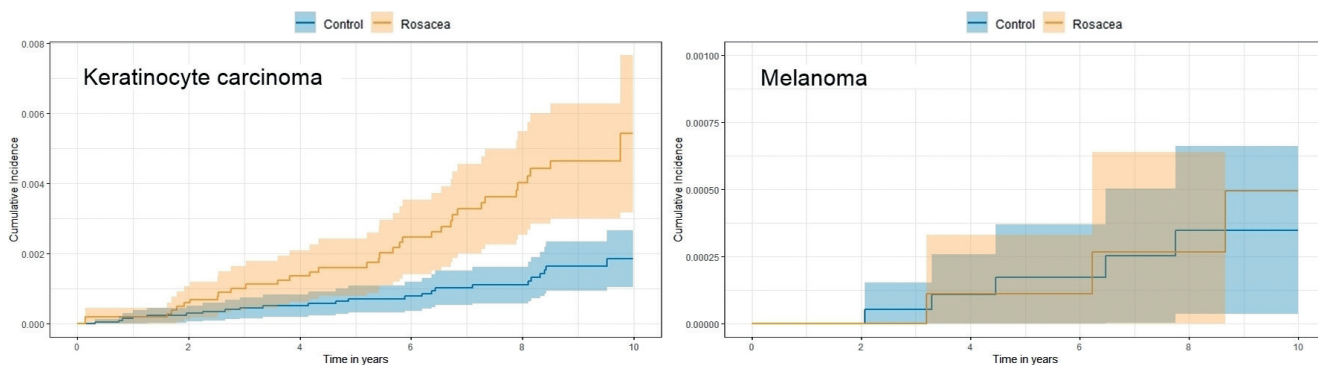 Control Rosacea
0.008
0.006
0.004
0.002
0.000
Cumulative Incidence
Keratinocyte carcinoma
0 2 4 6 8 10
Time in years
Control Rosacea
0.00100
0.00075
0.00050
0.00025
0.00000
Cumulative Incidence
Melanoma
0 2 4 6 8 10
Time in years